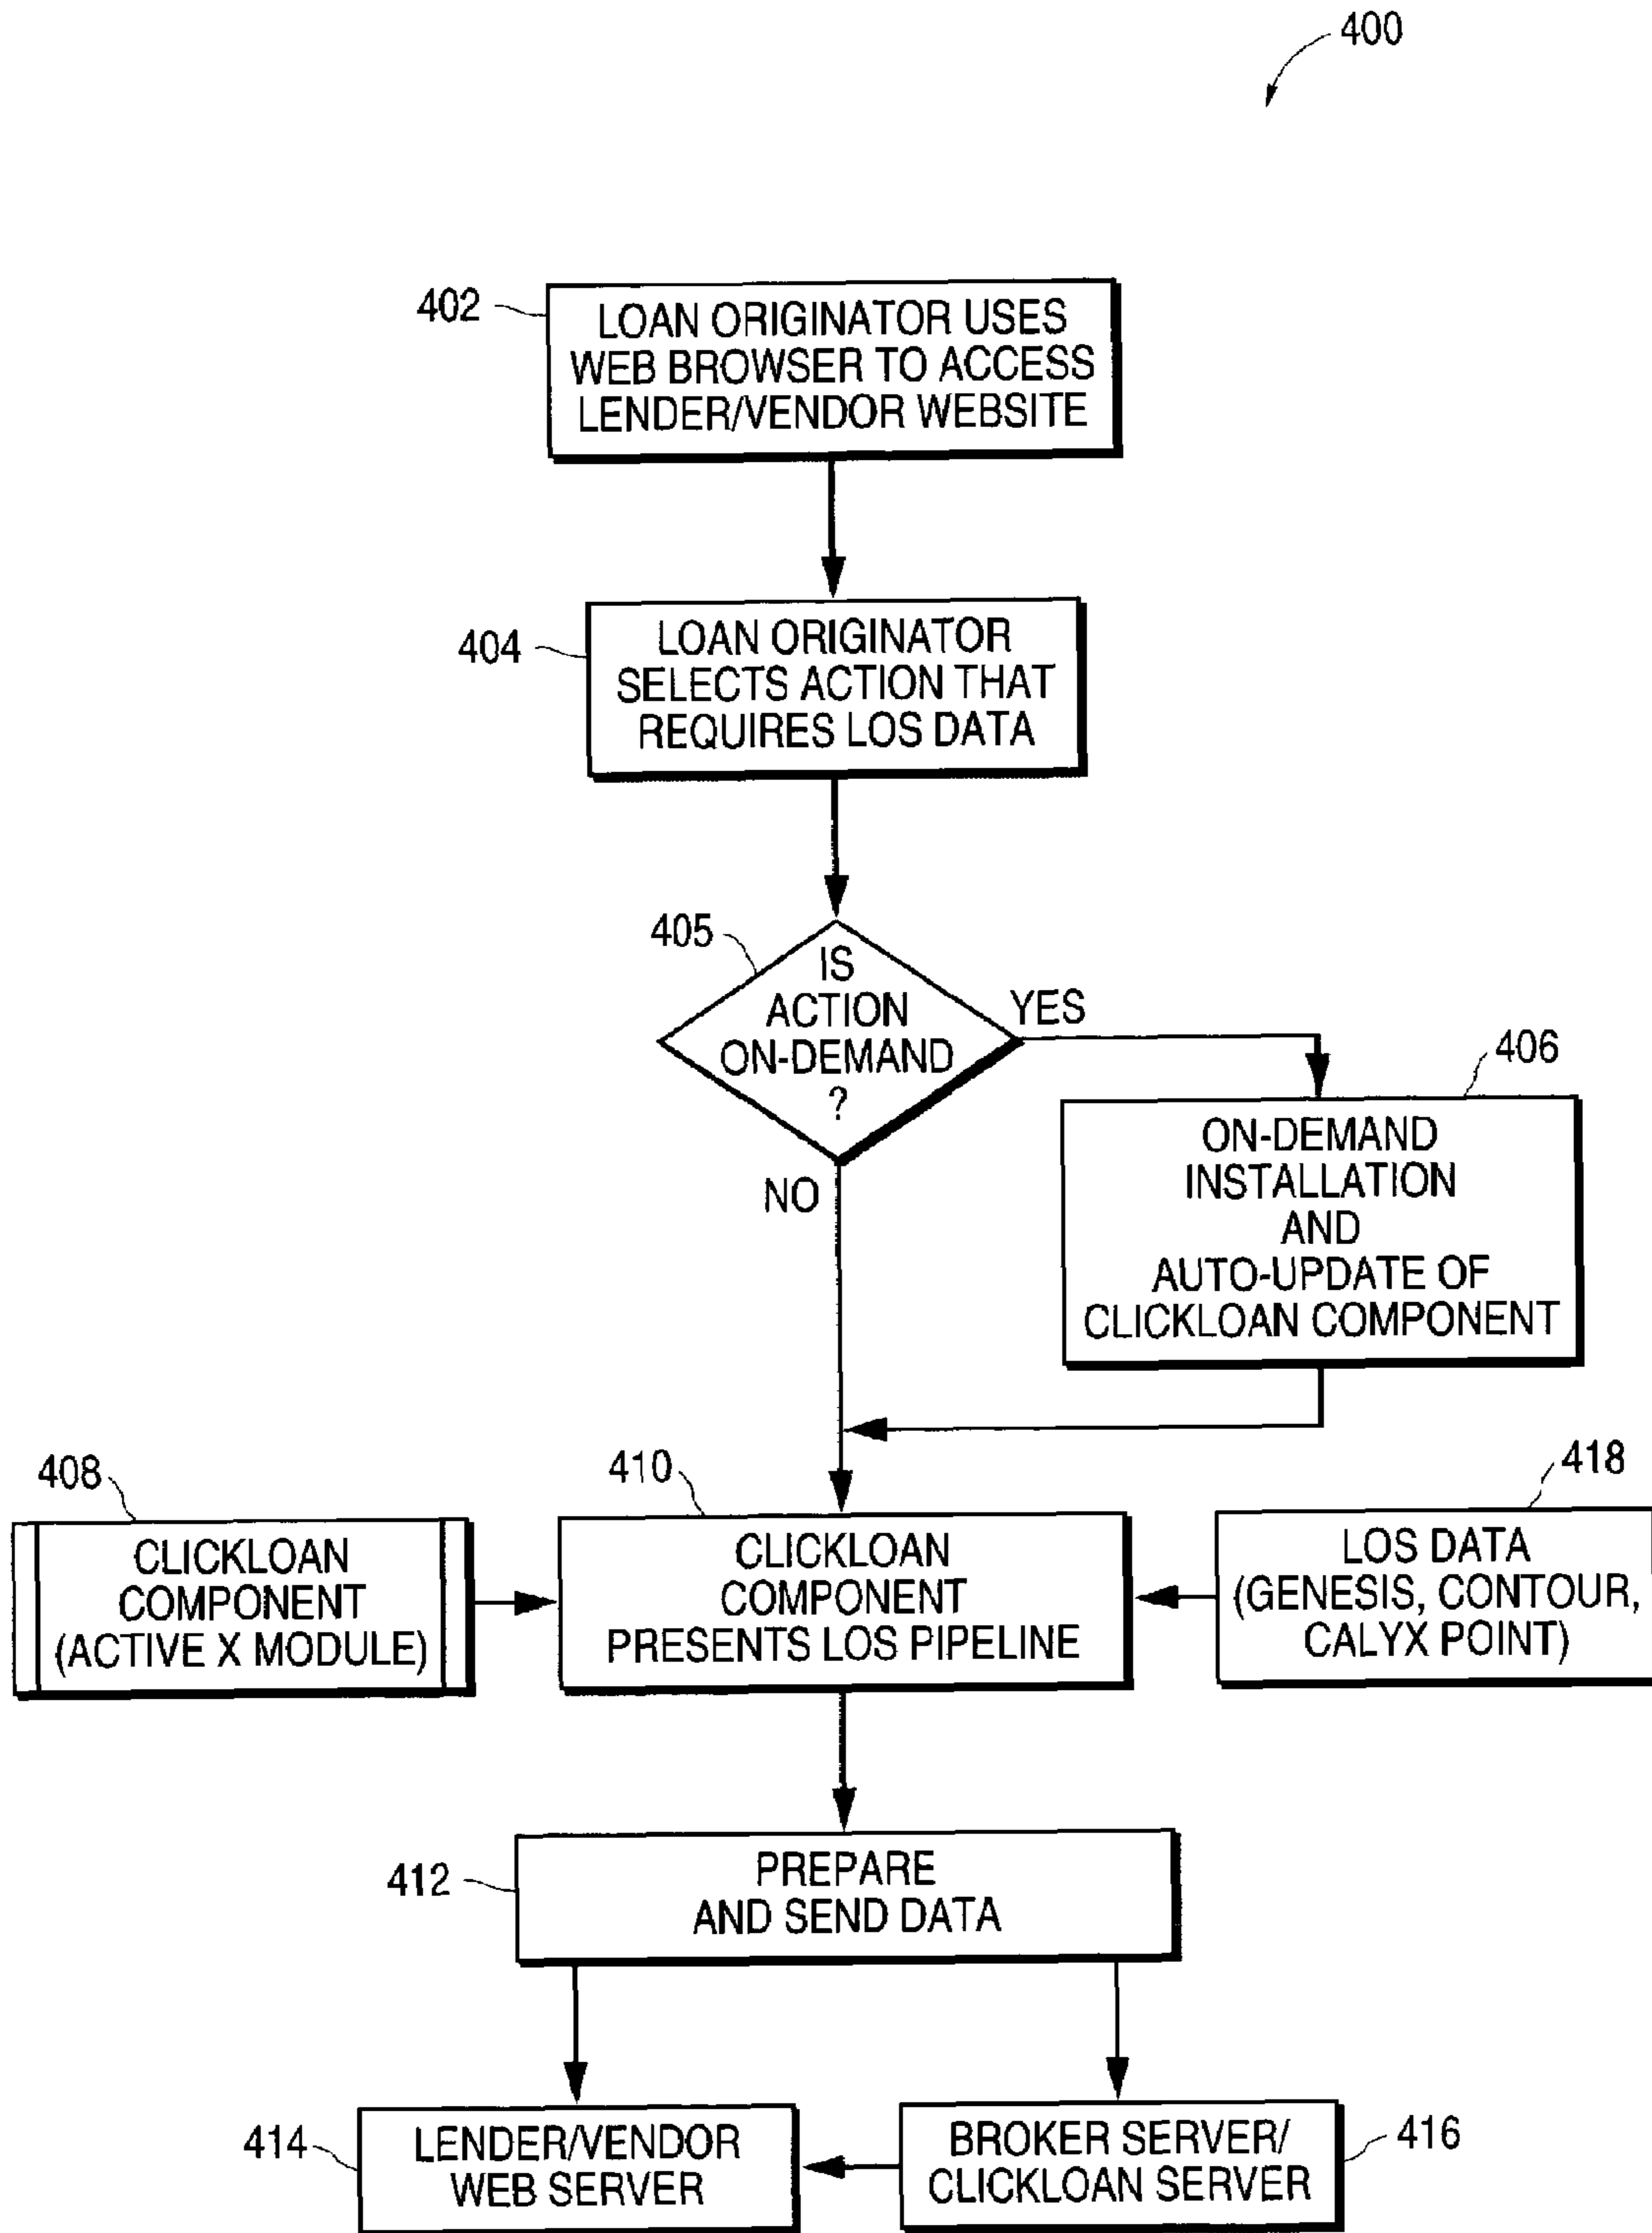 400
402
LOAN ORIGINATOR USES
WEB BROWSER TO ACCESS
LENDER/VENDOR WEBSITE
404
LOAN ORIGINATOR
SELECTS ACTION THAT
REQUIRES LOS DATA
405
IS
ACTION
ON-DEMAND
?
YES
NO
406
ON-DEMAND
INSTALLATION
AND
AUTO-UPDATE OF
CLICKLOAN COMPONENT
408
CLICKLOAN
COMPONENT
(ACTIVE X MODULE)
410
CLICKLOAN
COMPONENT
PRESENTS LOS PIPELINE
418
LOS DATA
(GENESIS, CONTOUR,
CALYX POINT)
412
PREPARE
AND SEND DATA
414
LENDER/VENDOR
WEB SERVER
BROKER SERVER/
CLICKLOAN SERVER
416